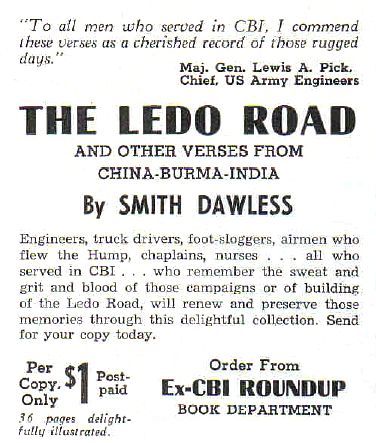 "To all men who served in CBI, I commend
these verses as a cherished record of those rugged
days."
Maj. Gen. Lewis A. Pick,
Chief, US Army Engineers
THE LEDO ROAD
AND OTHER VERSES FROM
CHINA-BURMA-INDIA
By SMITH DAWLESS
Engineers, truck drivers, foot-sloggers, airmen who
flew the Hump, chaplains, nurses . . . all who
served in CBI . . . who remember the sweat and
grit and blood of those campaigns or of building
of the Ledo Road, will renew and preserve those
memories through this delightful collection. Send
for your copy today.
Per
Copy,
Only
$1
Post-
paid
36 pages delight-
fully illustrated.
Order From
Ex-CBI ROUNDUP
BOOK DEPARTMENT